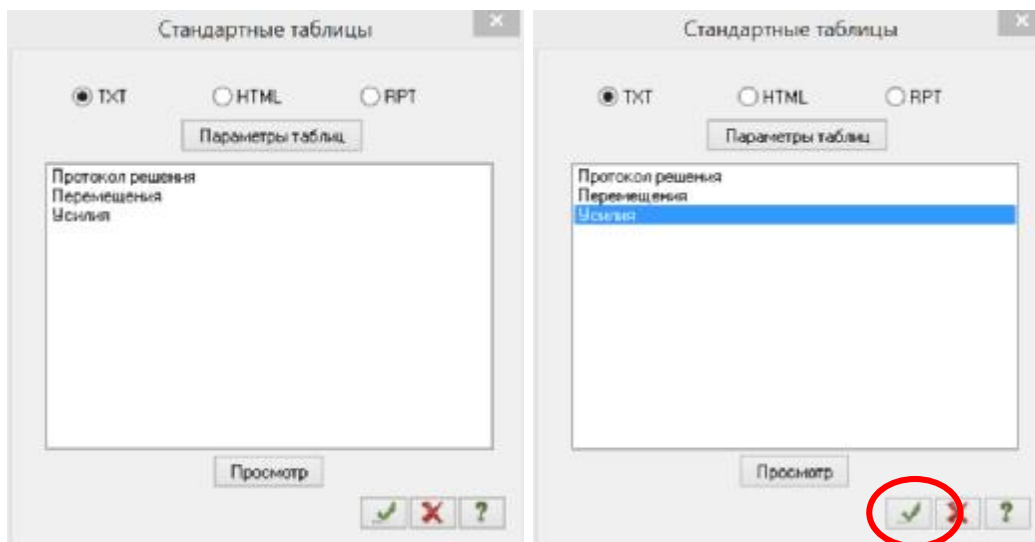 Стандартные таблицы
TXT HTML RPT
Параметры таблиц
Протокол решения
Перемещения
Усилия
Просмотр
?
Стандартные таблицы
TXT HTML RPT
Параметры таблиц
Протокол решения
Перемещения
Усилия
Просмотр
?